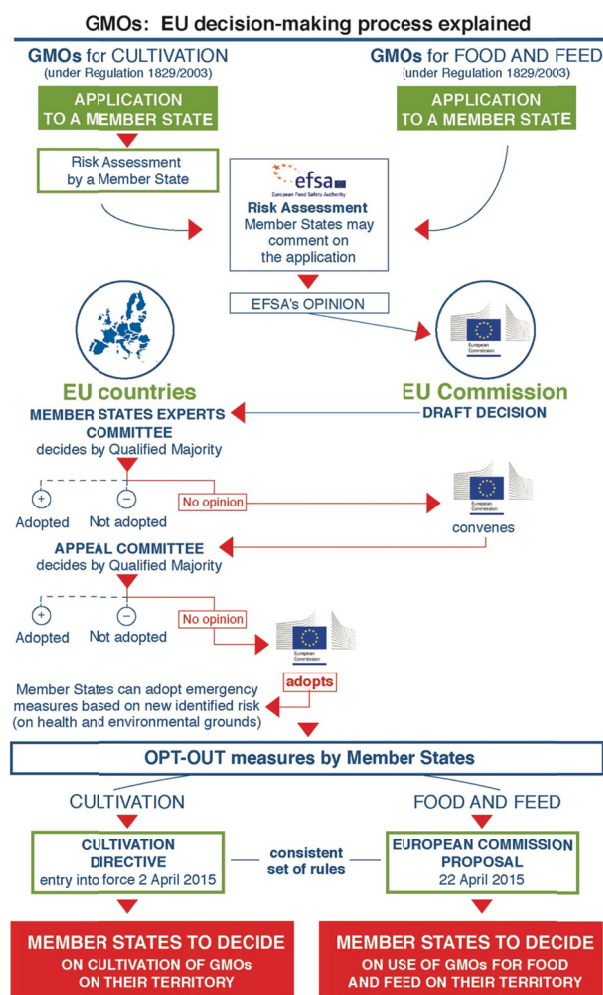 GMOs: EU decision-making process explained
GMOs for CULTIVATION
(under Regulation 1829/2003)
GMOs for FOOD AND FEED
(under Regulation 1829/2003)
APPLICATION
TO A MEMBER STATE
APPLICATION
TO A MEMBER STATE
Risk Assessment
by a Member State
efsa
European Food Safety Authority
Risk Assessment
Member States may
comment on
the application
EFSA's OPINION
European
Commission
EU countries
EU Commission
MEMBER STATES EXPERTS
COMMITTEE
decides by Qualified Majority
DRAFT DECISION
+
−
No opinion
Adopted
Not adopted
European
Commission
convenes
APPEAL COMMITTEE
decides by Qualified Majority
+
−
No opinion
Adopted
Not adopted
European
Commission
adopts
Member States can adopt emergency
measures based on new identified risk
(on health and environmental grounds)
OPT-OUT measures by Member States
CULTIVATION
FOOD AND FEED
CULTIVATION
DIRECTIVE
entry into force 2 April 2015
consistent
set of rules
EUROPEAN COMMISSION
PROPOSAL
22 April 2015
MEMBER STATES TO DECIDE
ON CULTIVATION OF GMOs
ON THEIR TERRITORY
MEMBER STATES TO DECIDE
ON USE OF GMOs FOR FOOD
AND FEED ON THEIR TERRITORY